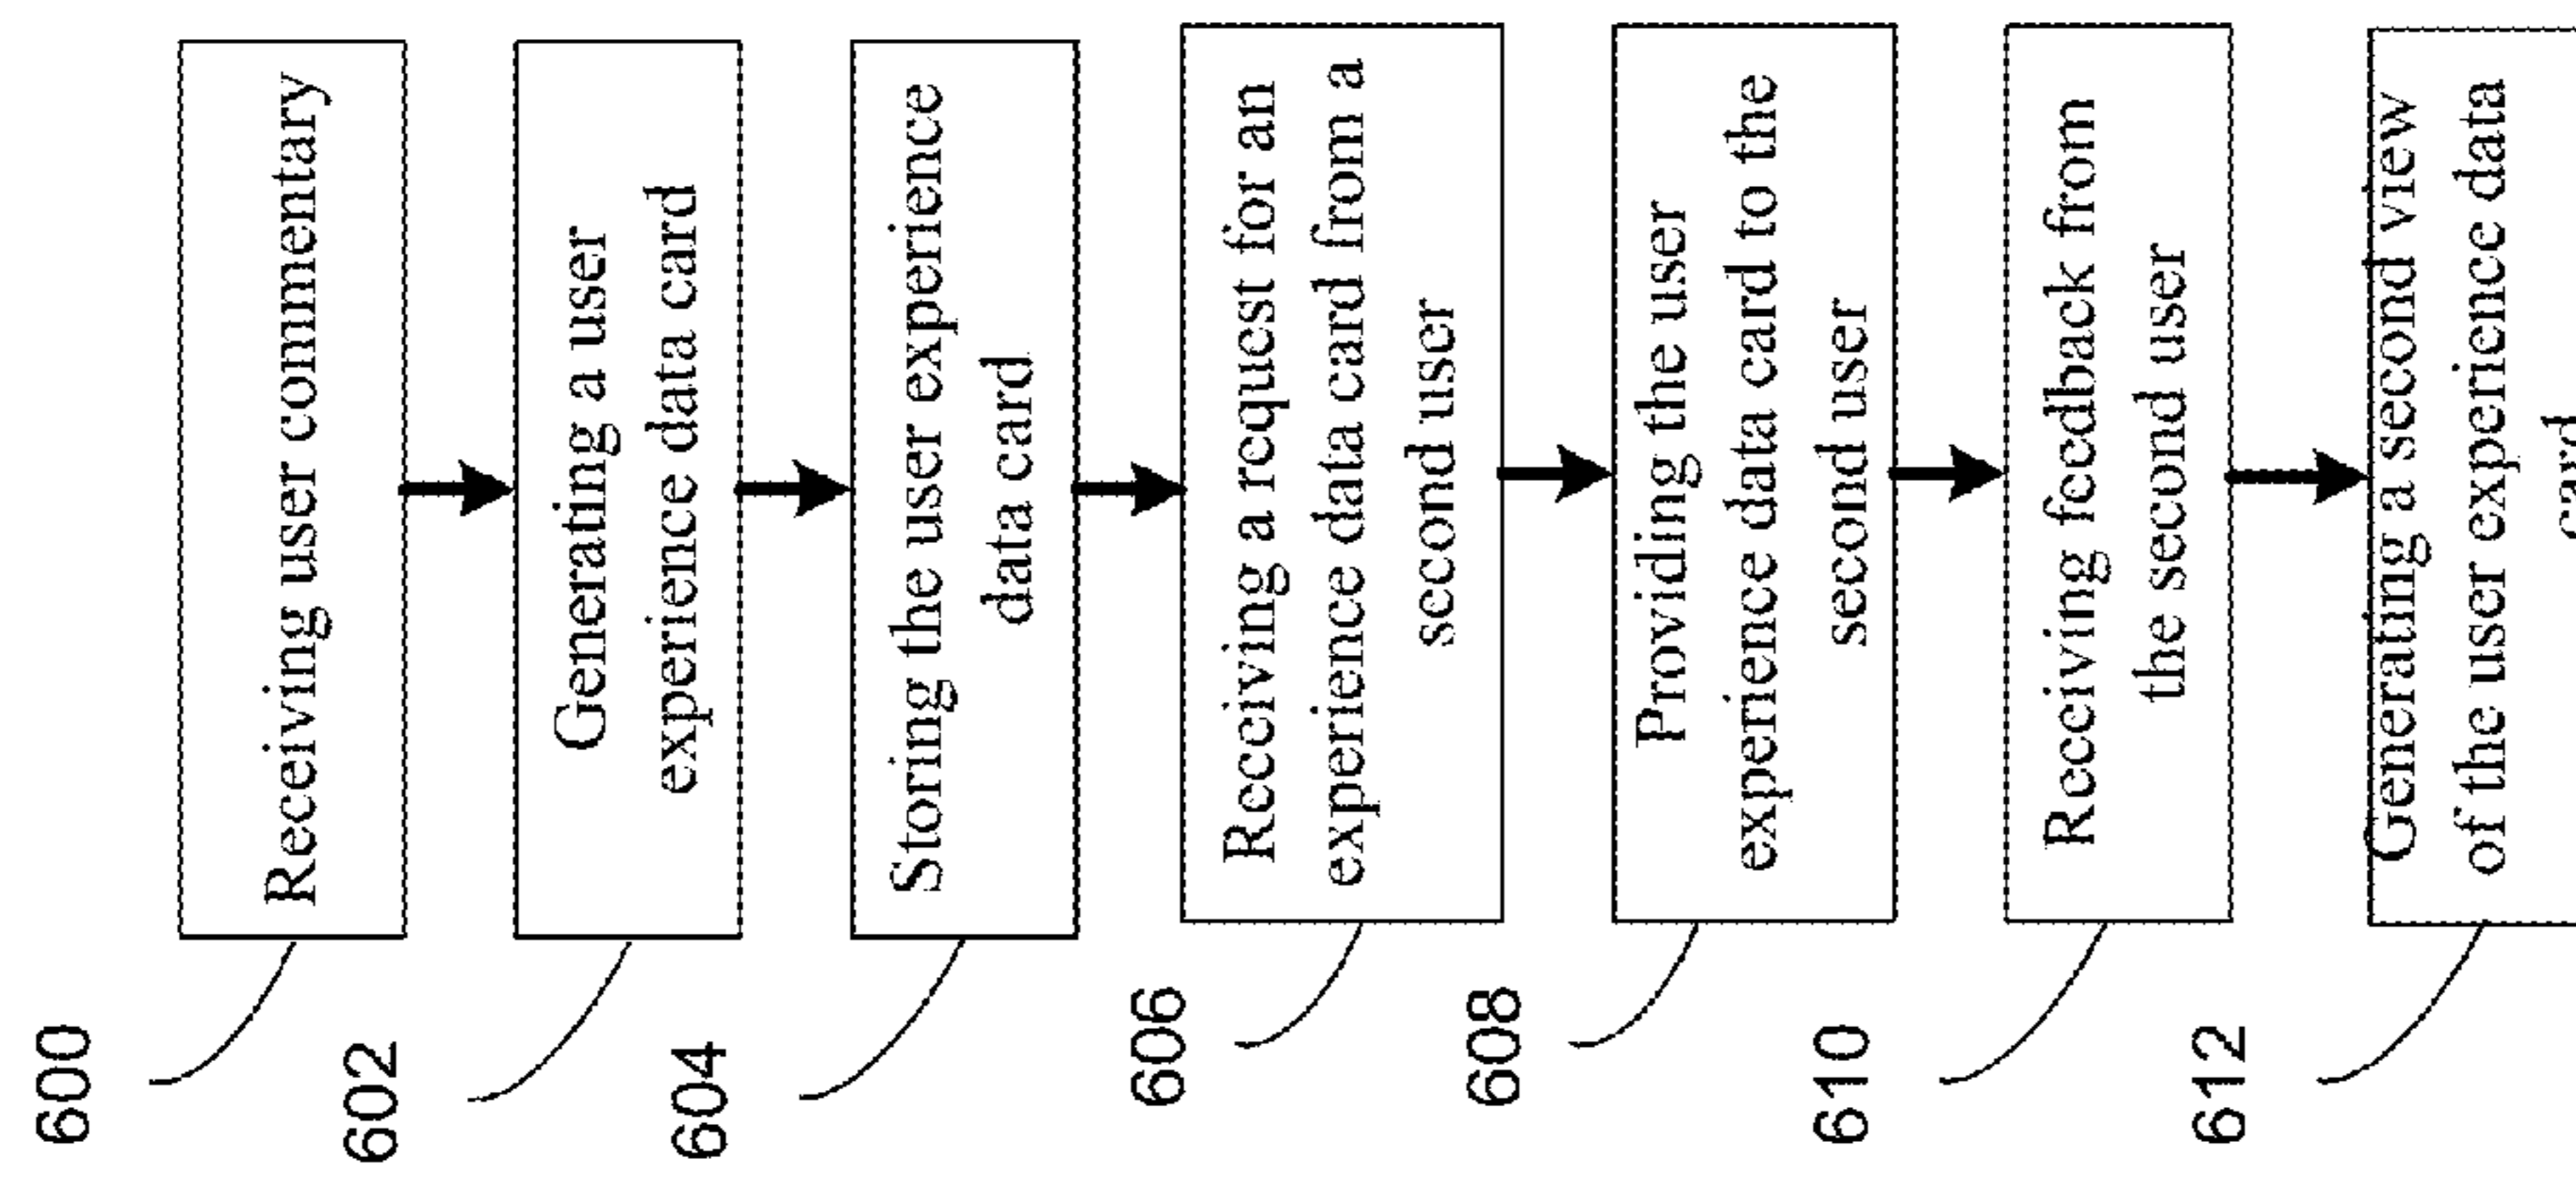 600
Receiving user commentary
602
Generating a user
experience data card
604
Storing the user experience
data card
606
Receiving a request for an
experience data card from a
second user
608
Providing the user
experience data card to the
second user
610
Receiving feedback from
the second user
612
Generating a second view
of the user experience data
card